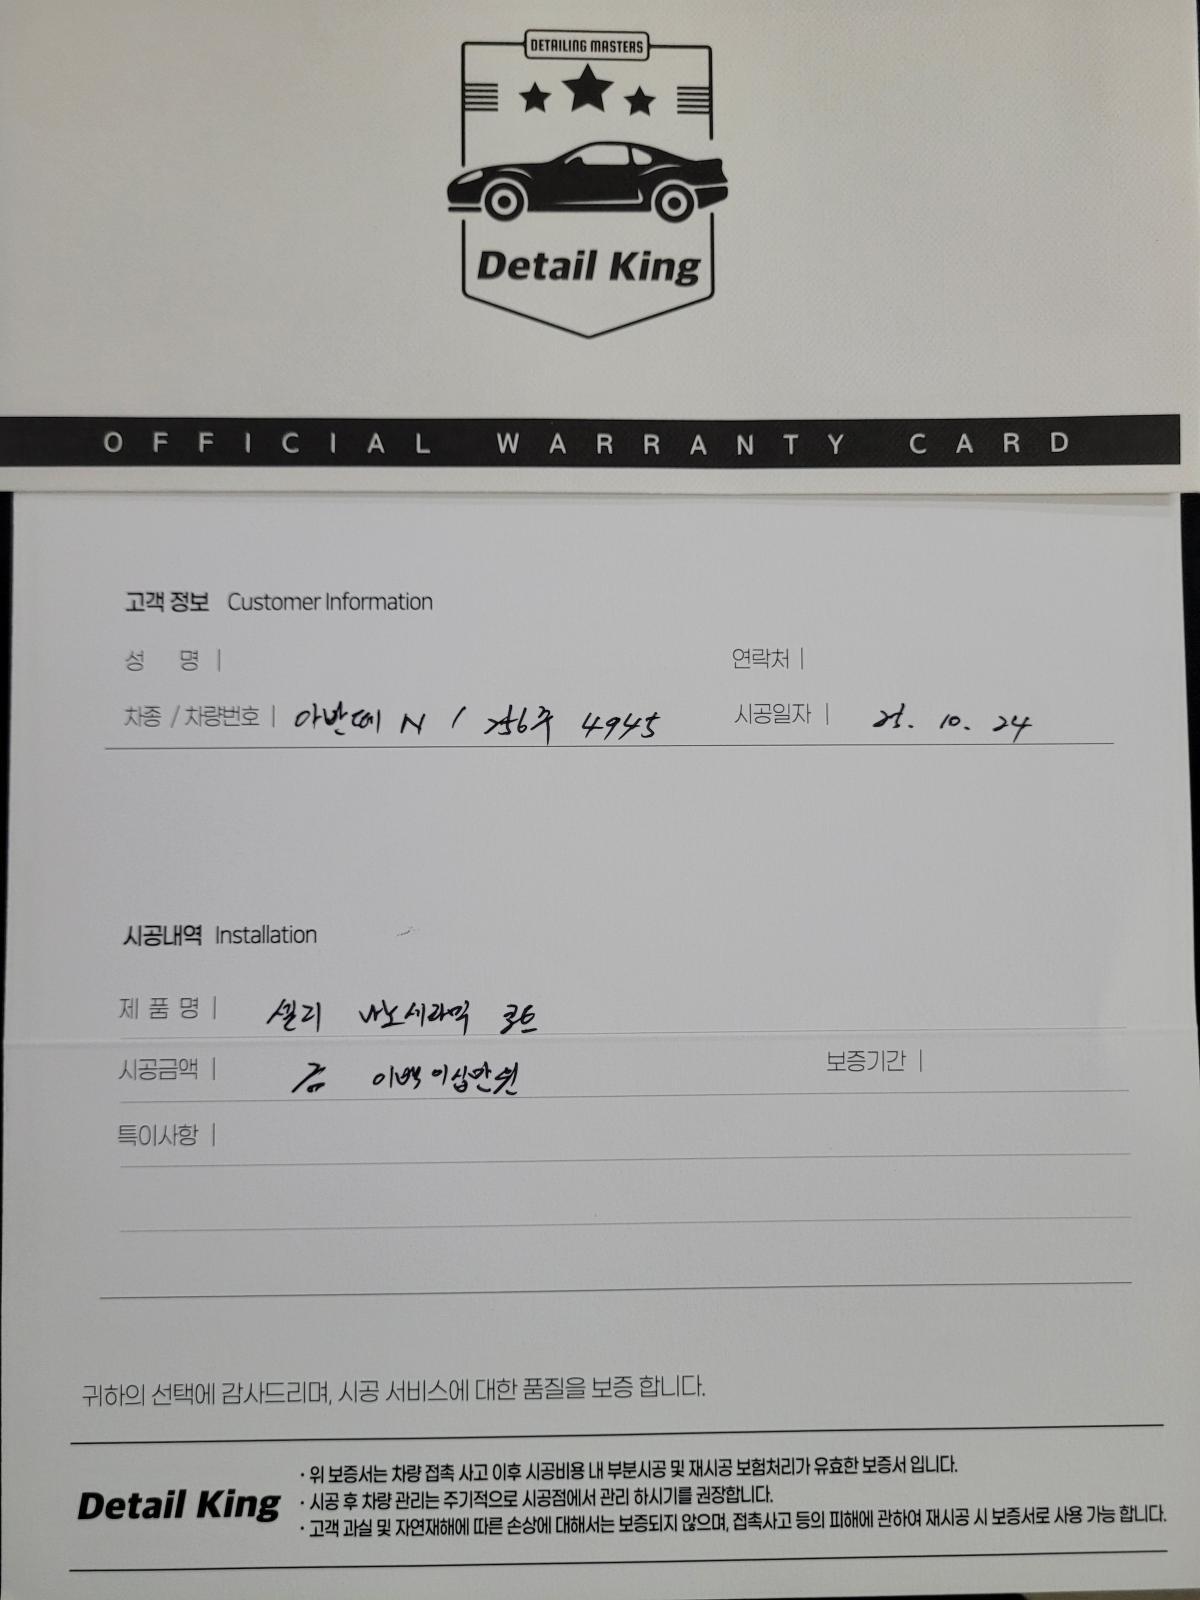 DETAILING MASTERS
Detail King
OFFICIAL WARRANTY CARD
고객 정보 Customer Information
성 명 |
연락처 |
차종 / 차량번호 | 아반떼 N / 256주 4945
시공일자 | 25. 10. 24
시공내역 Installation
제 품 명 | 셀리 나노세라믹 코트
시공금액 | 금 이백이십만원
보증기간 |
특이사항 |
귀하의 선택에 감사드리며, 시공 서비스에 대한 품질을 보증 합니다.
Detail King
· 위 보증서는 차량 접촉 사고 이후 시공비용 내 부분시공 및 재시공 보험처리가 유효한 보증서 입니다.
· 시공 후 차량 관리는 주기적으로 시공점에서 관리 하시기를 권장합니다.
· 고객 과실 및 자연재해에 따른 손상에 대해서는 보증되지 않으며, 접촉사고 등의 피해에 관하여 재시공 시 보증서로 사용 가능 합니다.